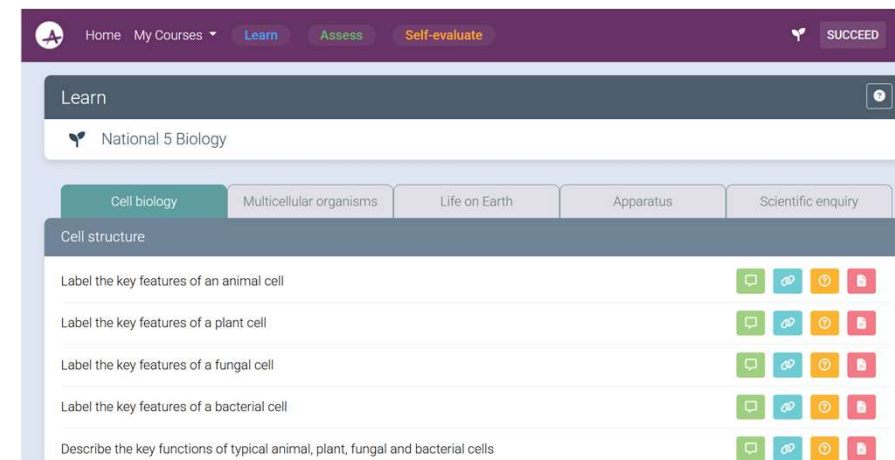 Home My Courses Learn Assess Self-evaluate SUCCEED
Learn
National 5 Biology
Cell biology Multicellular organisms Life on Earth Apparatus Scientific enquiry
Cell structure
Label the key features of an animal cell
Label the key features of a plant cell
Label the key features of a fungal cell
Label the key features of a bacterial cell
Describe the key functions of typical animal, plant, fungal and bacterial cells